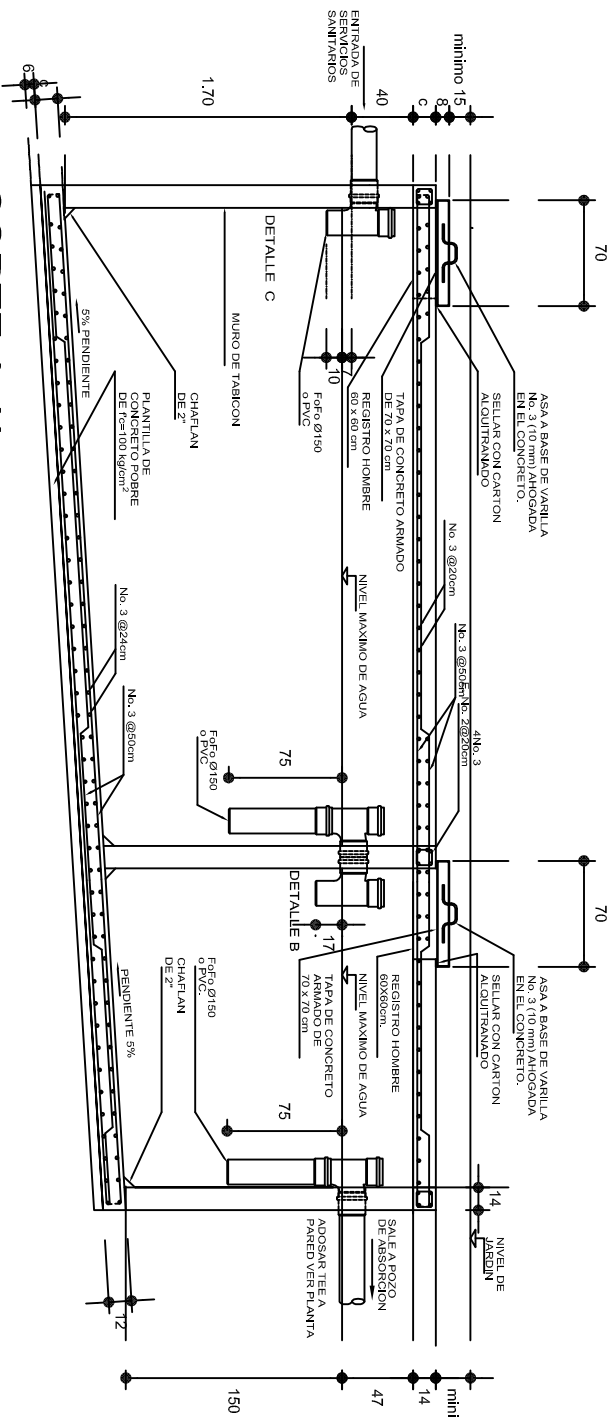 70
70
ASA A BASE DE VARILLA
No. 3 (10 mm) AHOGADA
EN EL CONCRETO.
SELLAR CON CARTON
ALQUITRANADO
ASA A BASE DE VARILLA
No. 3 (10 mm) AHOGADA
EN EL CONCRETO.
SELLAR CON CARTON
ALQUITRANADO
minimo 15
8
c
40
1.70
c
6
ENTRADA DE
SERVICIOS
SANITARIOS
TAPA DE CONCRETO ARMADO
DE 70 x 70 cm
REGISTRO HOMBRE
60 x 60 cm
7
10
FoFo Ø150
o PVC
DETALLE C
MURO DE TABICON
CHAFLAN
DE 2"
5% PENDIENTE
PLANTILLA DE
CONCRETO POBRE
DE f'c=100 kg/cm²
No. 3 @20cm
No. 3 @50cm
4No. 3
E No. 2@20cm
NIVEL MAXIMO DE AGUA
75
FoFo Ø150
o PVC
No. 3 @24cm
No. 3 @50cm
DETALLE B
17
REGISTRO HOMBRE
60X60cm.
NIVEL MAXIMO DE AGUA
TAPA DE CONCRETO
ARMADO DE
70 x 70 cm
75
FoFo Ø150
o PVC.
CHAFLAN
DE 2"
PENDIENTE 5%
14
NIVEL DE
JARDIN
SALE A POZO
DE ABSORCION
ADOSAR TEE A
PARED VER PLANTA
12
mini
14
47
150